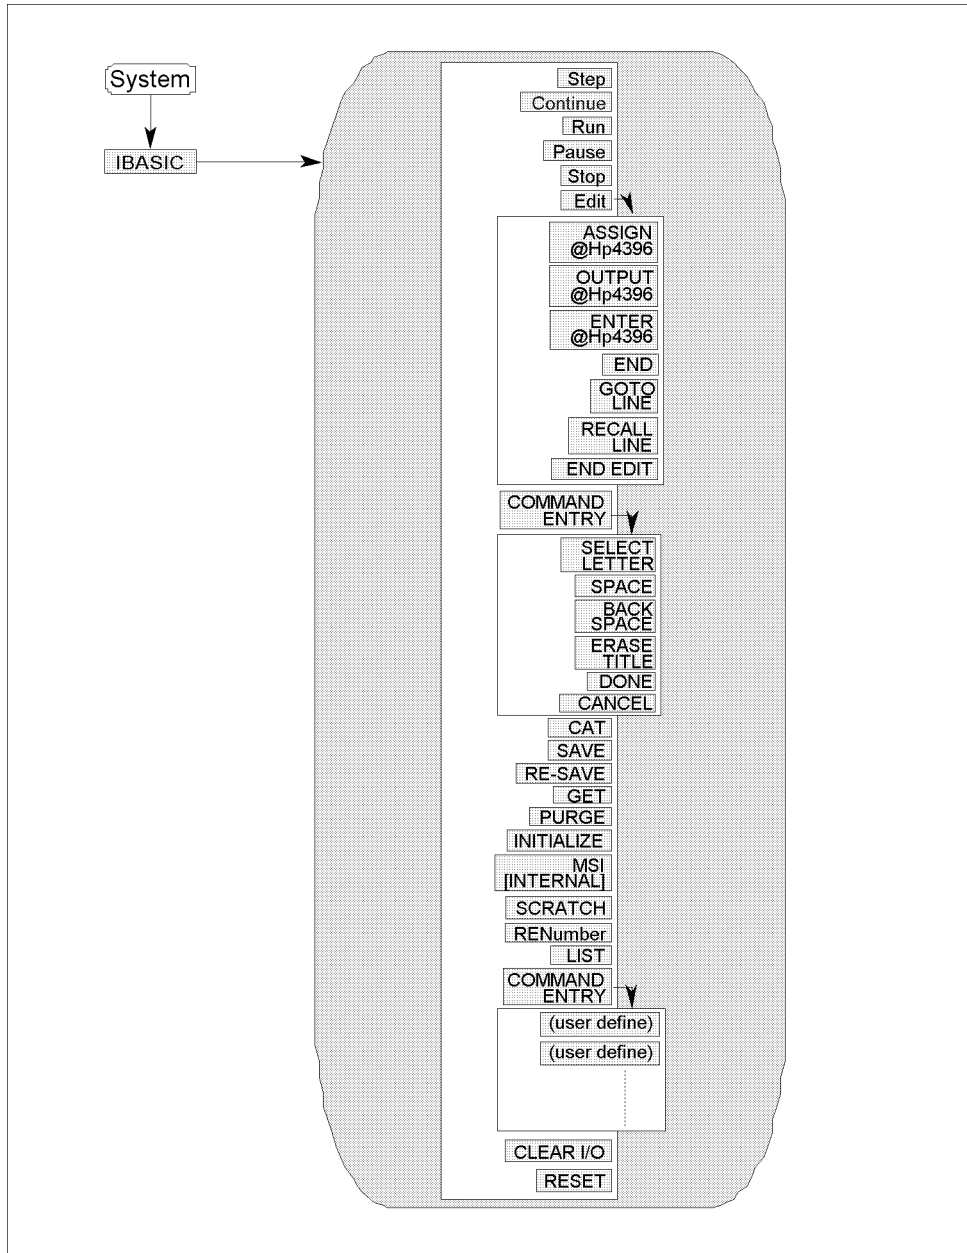 System
IBASIC
Step
Continue
Run
Pause
Stop
Edit
ASSIGN
@Hp4396
OUTPUT
@Hp4396
ENTER
@Hp4396
END
GOTO
LINE
RECALL
LINE
END EDIT
COMMAND
ENTRY
SELECT
LETTER
SPACE
BACK
SPACE
ERASE
TITLE
DONE
CANCEL
CAT
SAVE
RE-SAVE
GET
PURGE
INITIALIZE
MSI
[INTERNAL]
SCRATCH
RENumber
LIST
COMMAND
ENTRY
(user define)
(user define)
CLEAR I/O
RESET